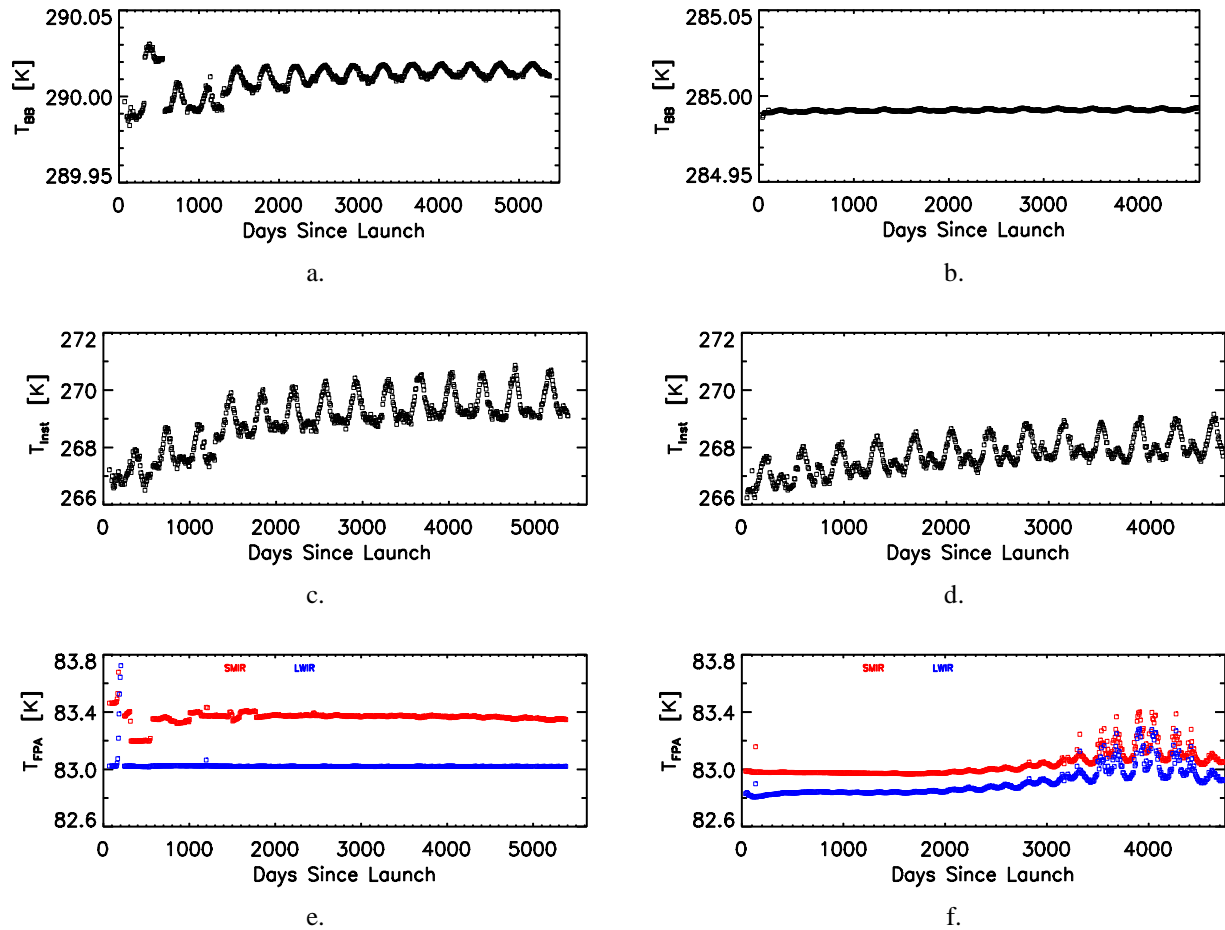 290.05
290.00
289.95
T_BB [K]
0 1000 2000 3000 4000 5000
Days Since Launch
a.
285.05
285.00
284.95
T_BB [K]
0 1000 2000 3000 4000
Days Since Launch
b.
272
270
268
266
T_Inst [K]
0 1000 2000 3000 4000 5000
Days Since Launch
c.
272
270
268
266
T_Inst [K]
0 1000 2000 3000 4000
Days Since Launch
d.
83.8
83.4
83.0
82.6
T_FPA [K]
SMIR LWIR
0 1000 2000 3000 4000 5000
Days Since Launch
e.
83.8
83.4
83.0
82.6
T_FPA [K]
SMIR LWIR
0 1000 2000 3000 4000
Days Since Launch
f.